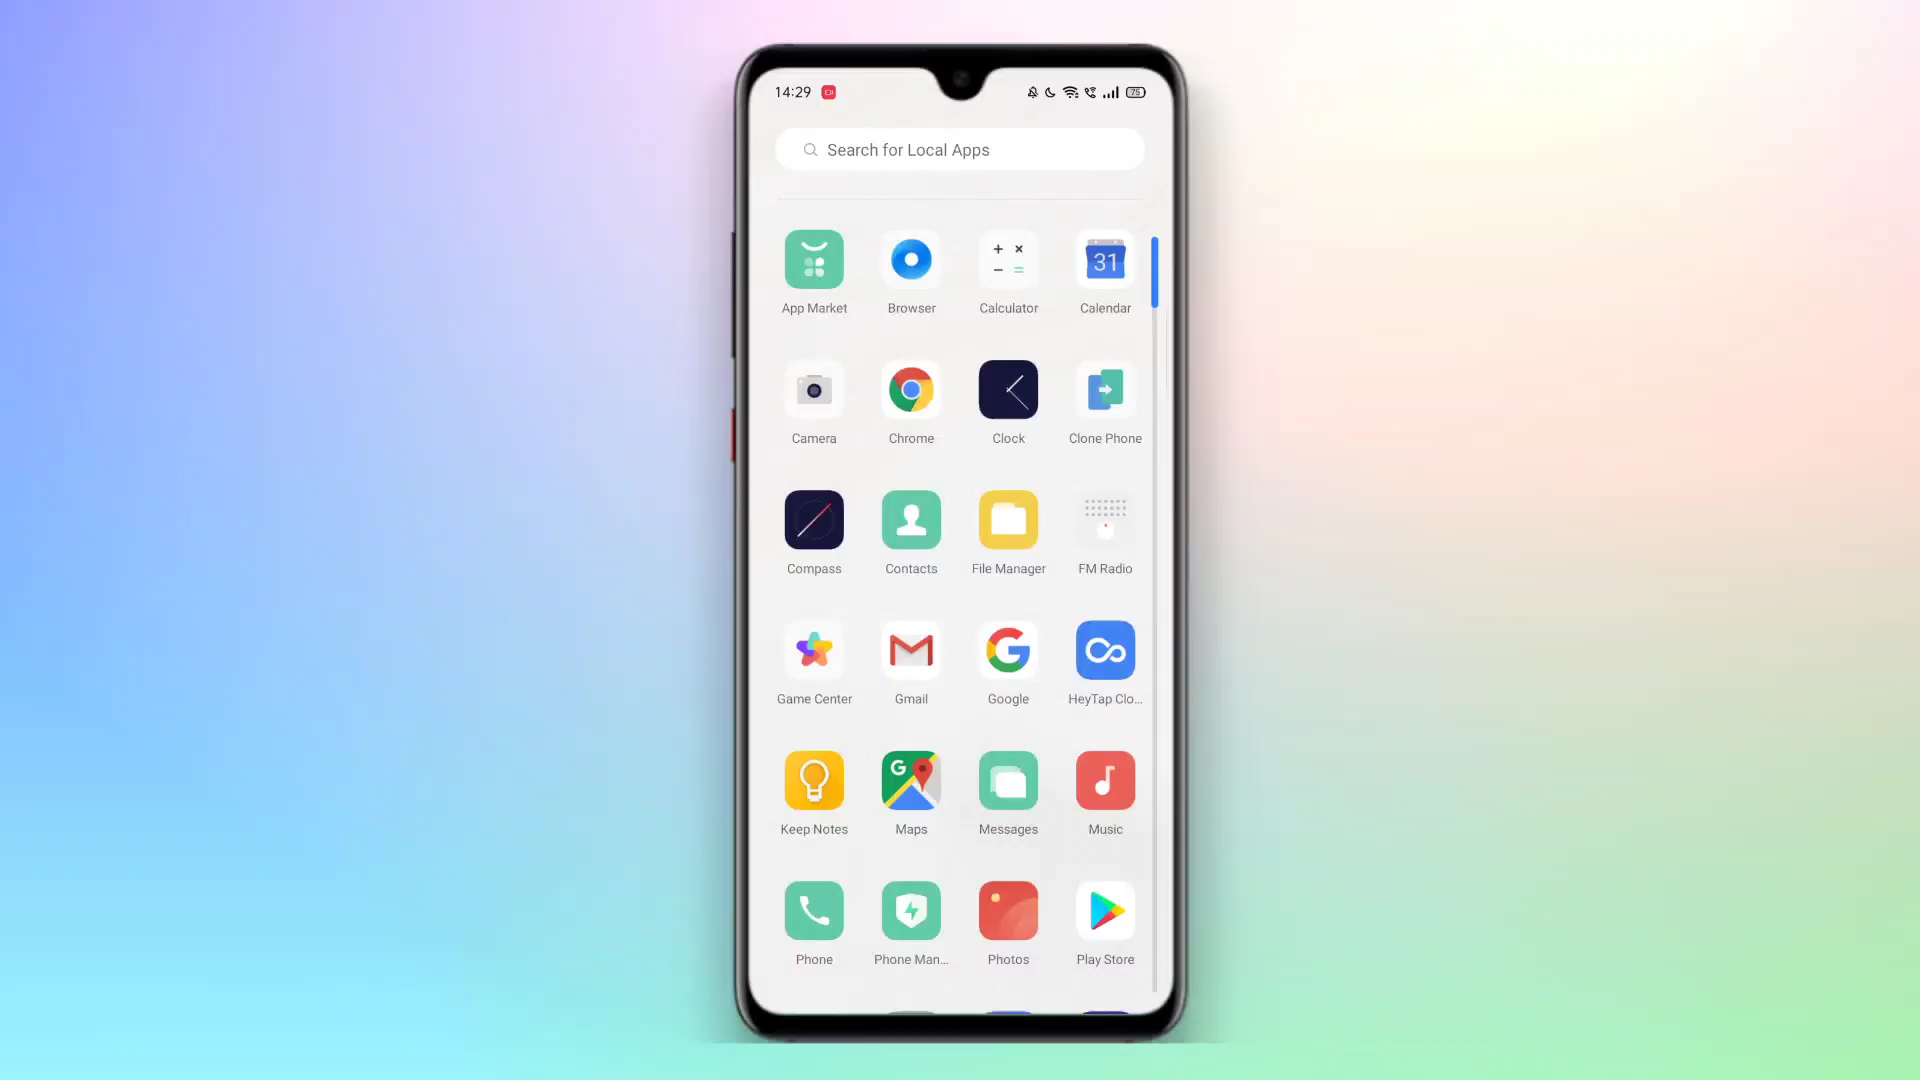 14:29 75
Search for Local Apps
31
App Market Browser Calculator Calendar
Camera Chrome Clock Clone Phone
Compass Contacts File Manager FM Radio
Game Center Gmail Google HeyTap Clo...
G
Keep Notes Maps Messages Music
Phone Phone Man... Photos Play Store